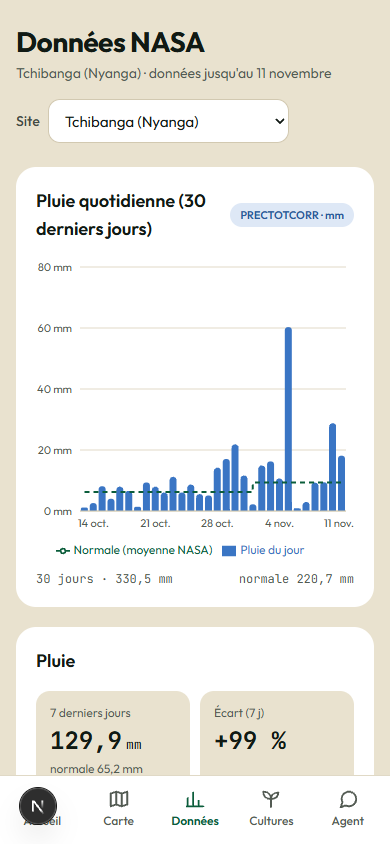 Données NASA
Tchibanga (Nyanga) · données jusqu'au 11 novembre
Site
Tchibanga (Nyanga)
Pluie quotidienne (30
derniers jours)
PRECTOTCORR · mm
80 mm
60 mm
40 mm
20 mm
0 mm
14 oct. 21 oct. 28 oct. 4 nov. 11 nov.
Normale (moyenne NASA) Pluie du jour
30 jours · 330,5 mm normale 220,7 mm
Pluie
7 derniers jours
129,9 mm
normale 65,2 mm
Écart (7 j)
+99 %
N
Carte Données Cultures Agent